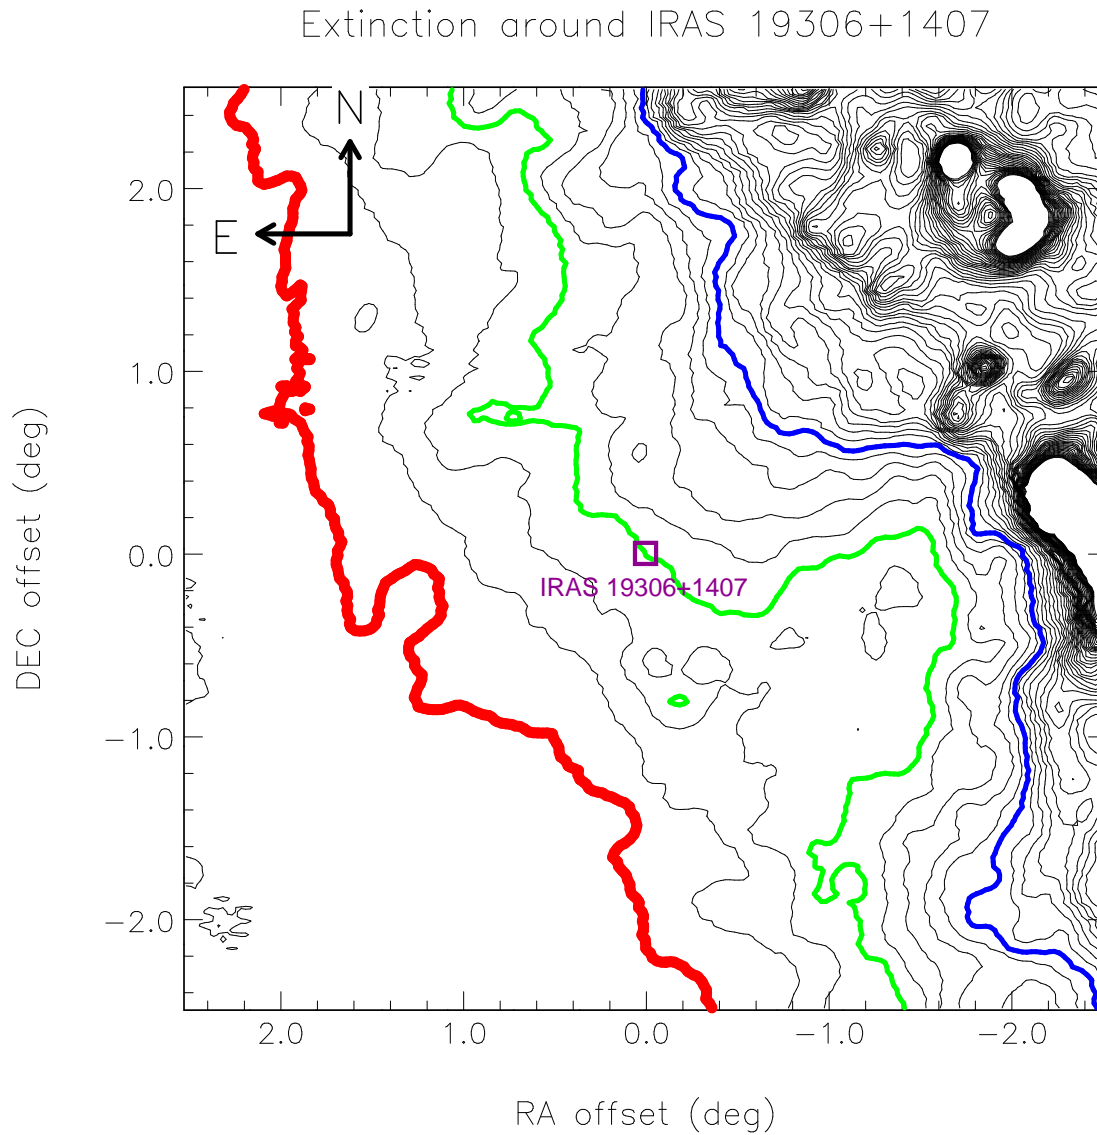 Extinction around IRAS 19306+1407
N
E
2.0
1.0
0.0
−1.0
−2.0
DEC offset (deg)
IRAS 19306+1407
2.0 1.0 0.0 −1.0 −2.0
RA offset (deg)